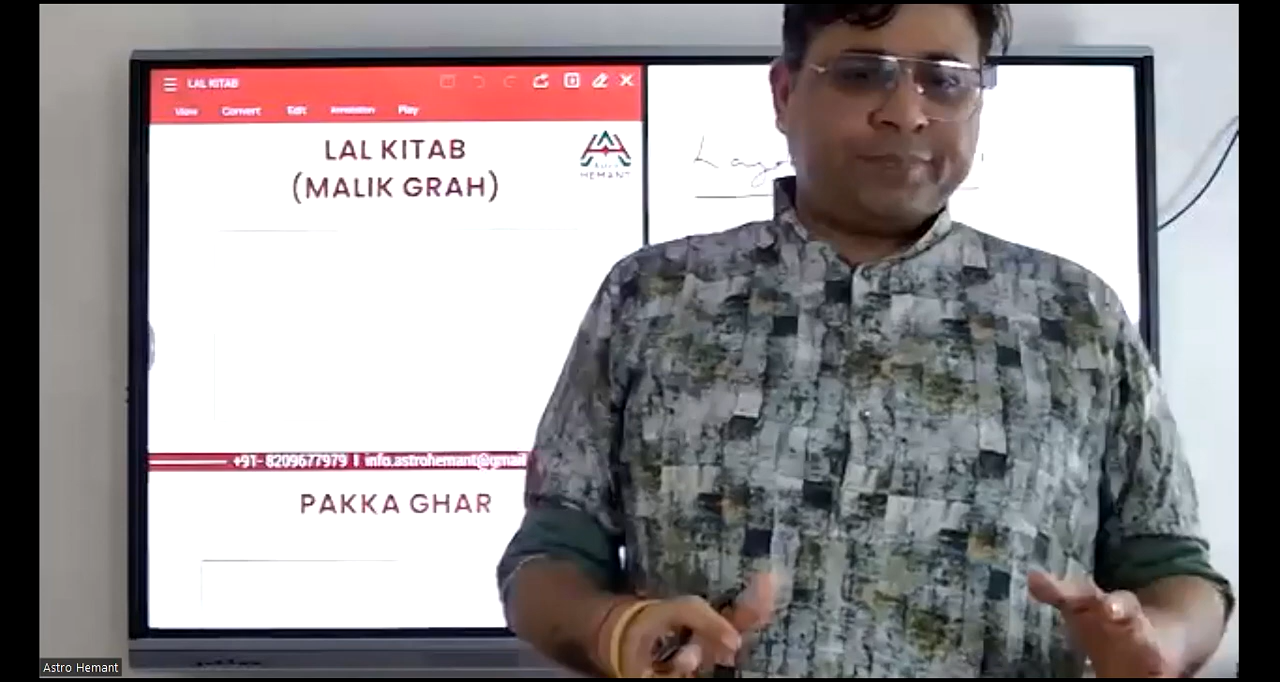 LAL KITAB
View Convert Edit Annotation Play
LAL KITAB
(MALIK GRAH)
Astro
HEMANT
+91- 8209677979 I info.astrohemant@gmail
PAKKA GHAR
Astro Hemant